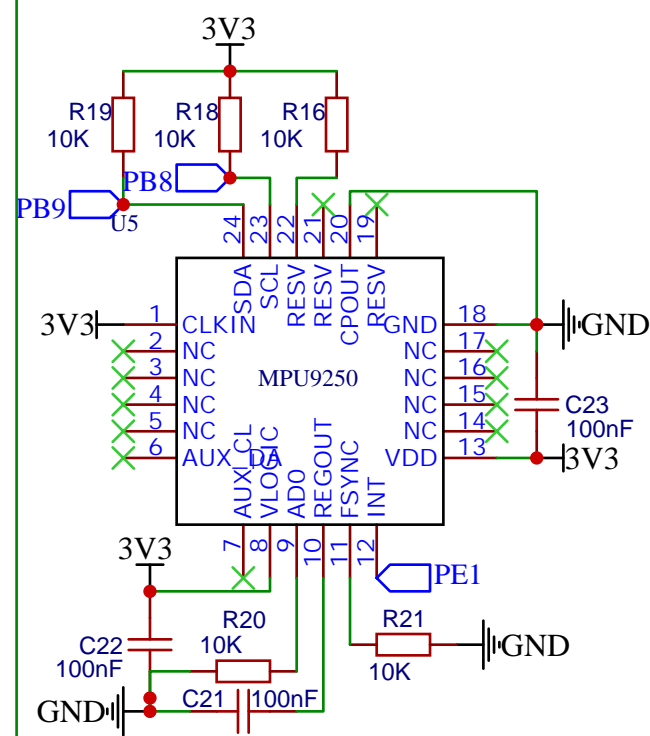 3V3
R19 R18 R16
10K 10K 10K
PB8
PB9
U5
24 23 22 21 20 19
SDA SCL RESV RESV CPOUT RESV
3V3 1 CLKIN GND 18 GND
2 NC NC 17
3 NC MPU9250 NC 16
4 NC NC 15 C23
5 NC NC 14 100nF
6 AUX_DA VDD 13 3V3
AUX_CL VLOGIC AD0 REGOUT FSYNC INT
7 8 9 10 11 12
3V3 PE1
R20 R21
C22 10K GND
100nF 10K
C21 100nF
GND